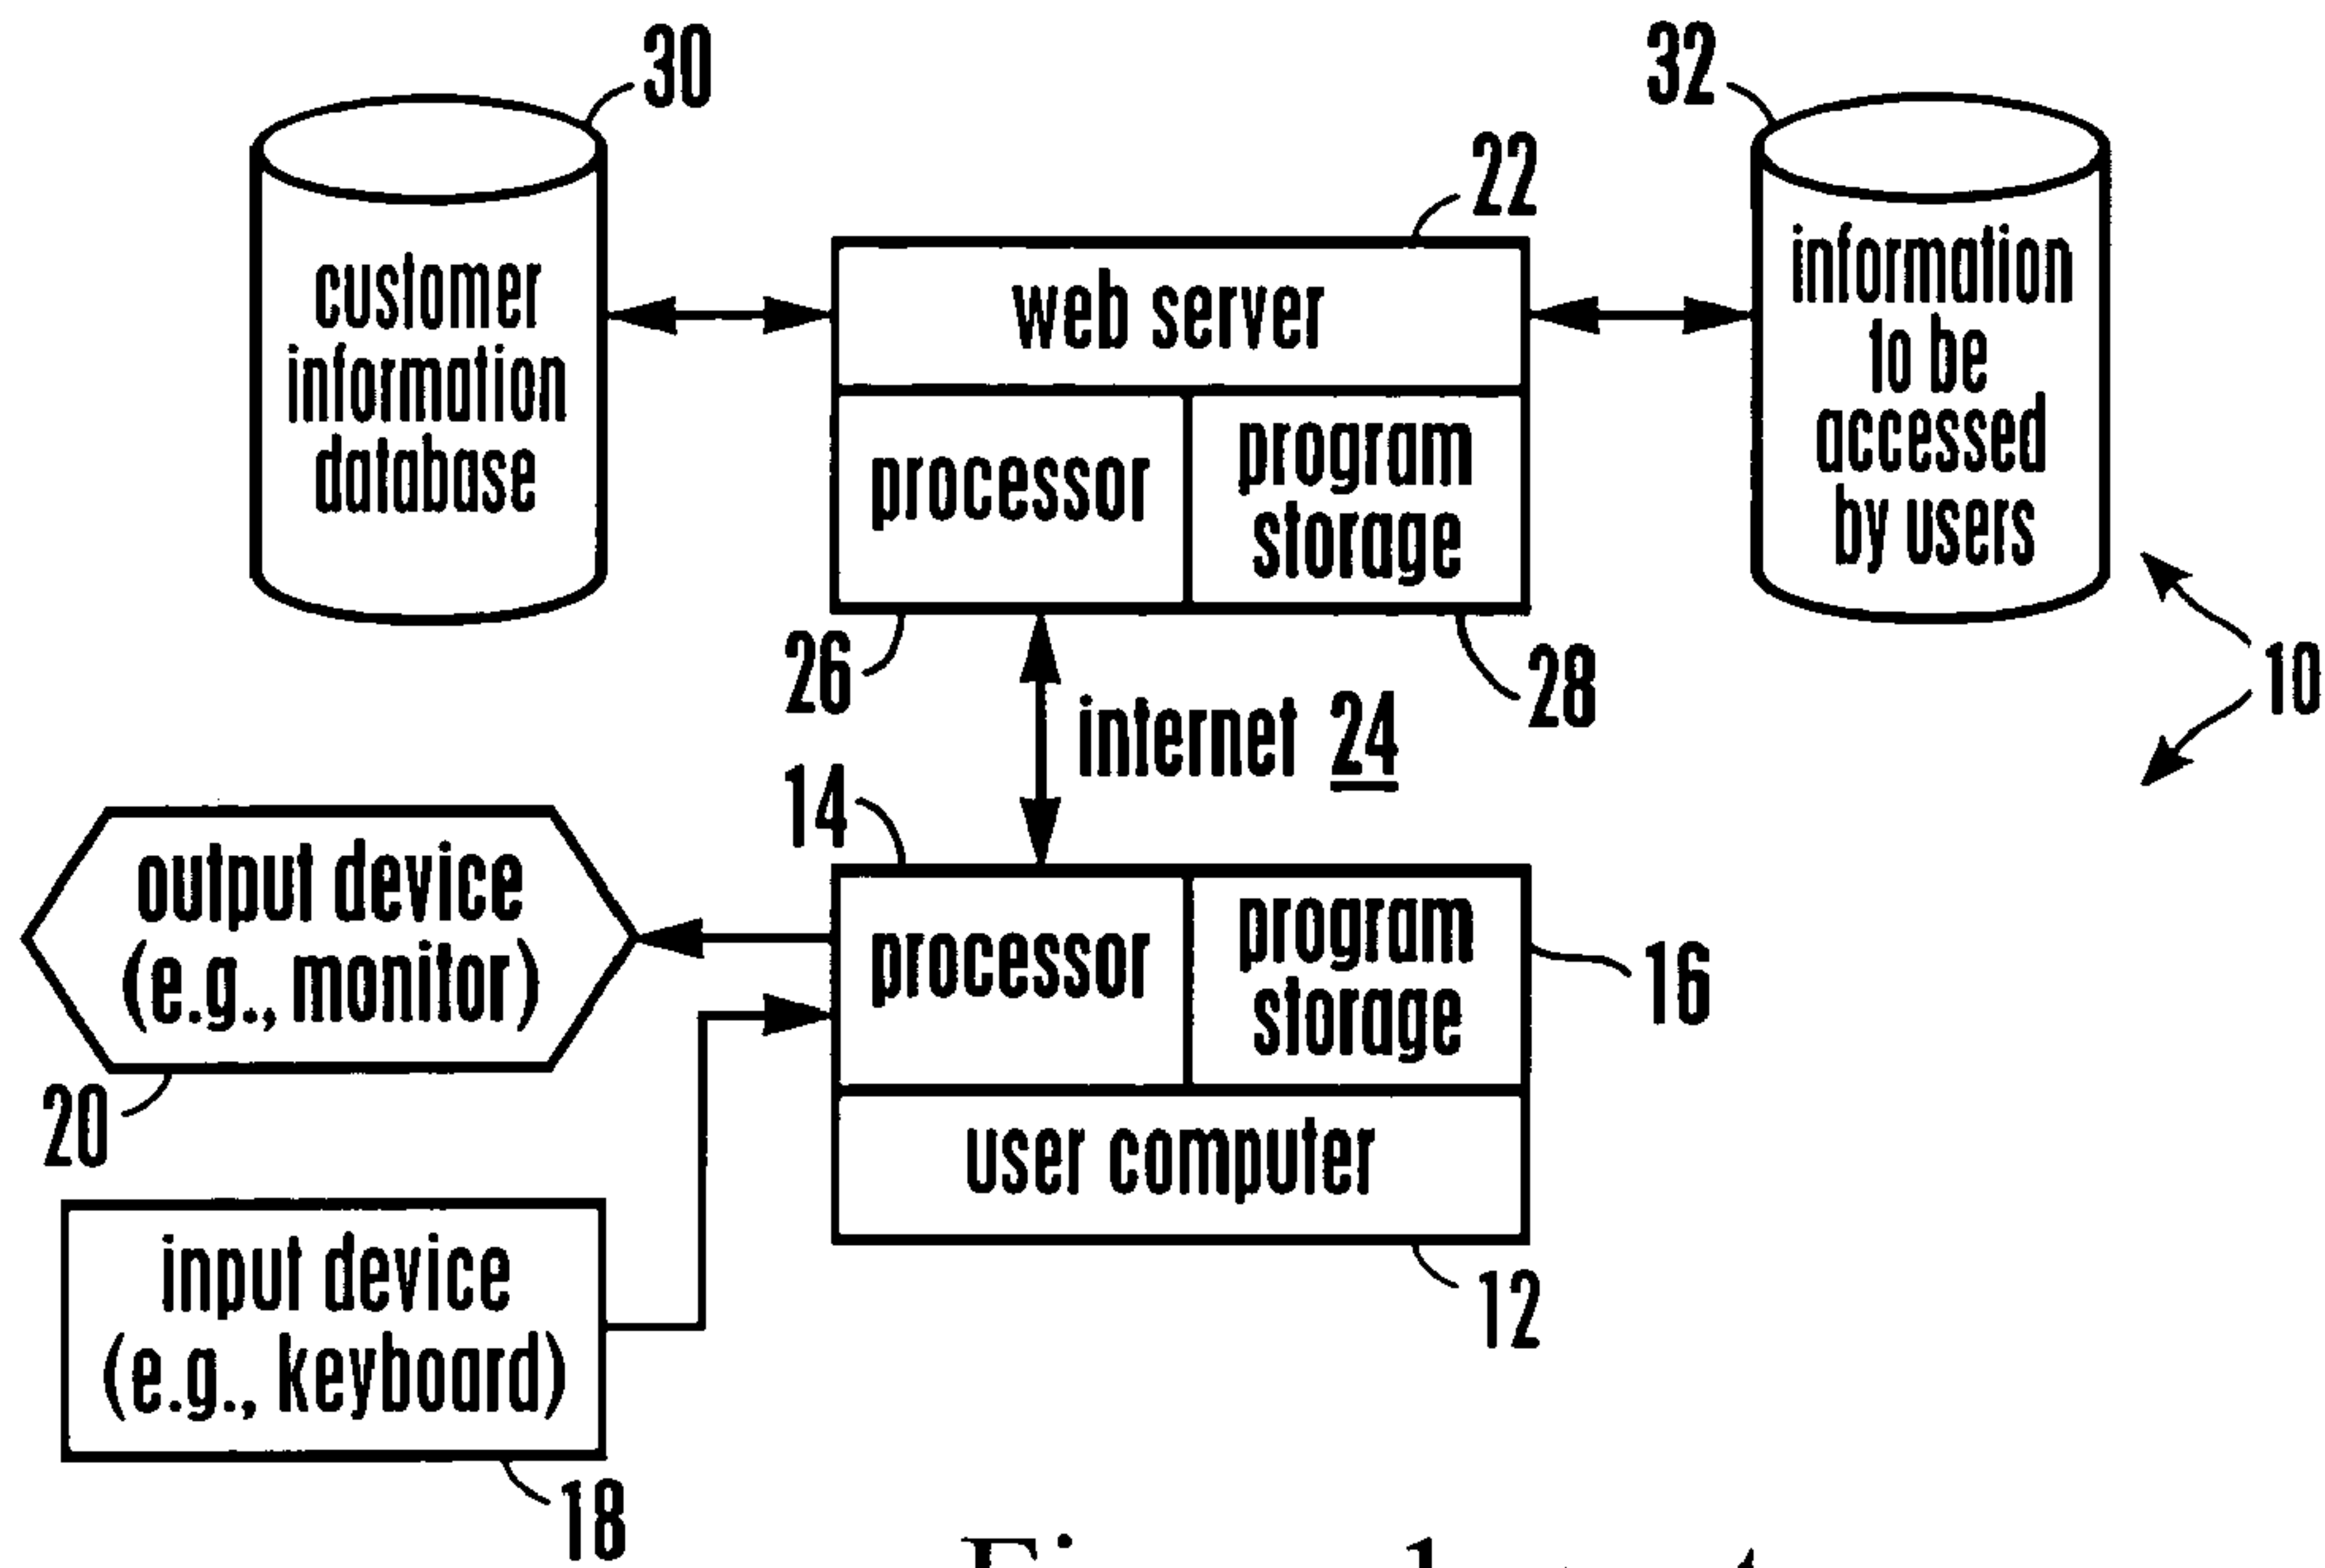 30
32
22
customer
information
database
web server
information
to be
accessed
by users
processor
program
storage
26
28
10
internet 24
14
output device
(e.g., monitor)
processor
program
storage
16
20
user computer
input device
(e.g., keyboard)
12
18